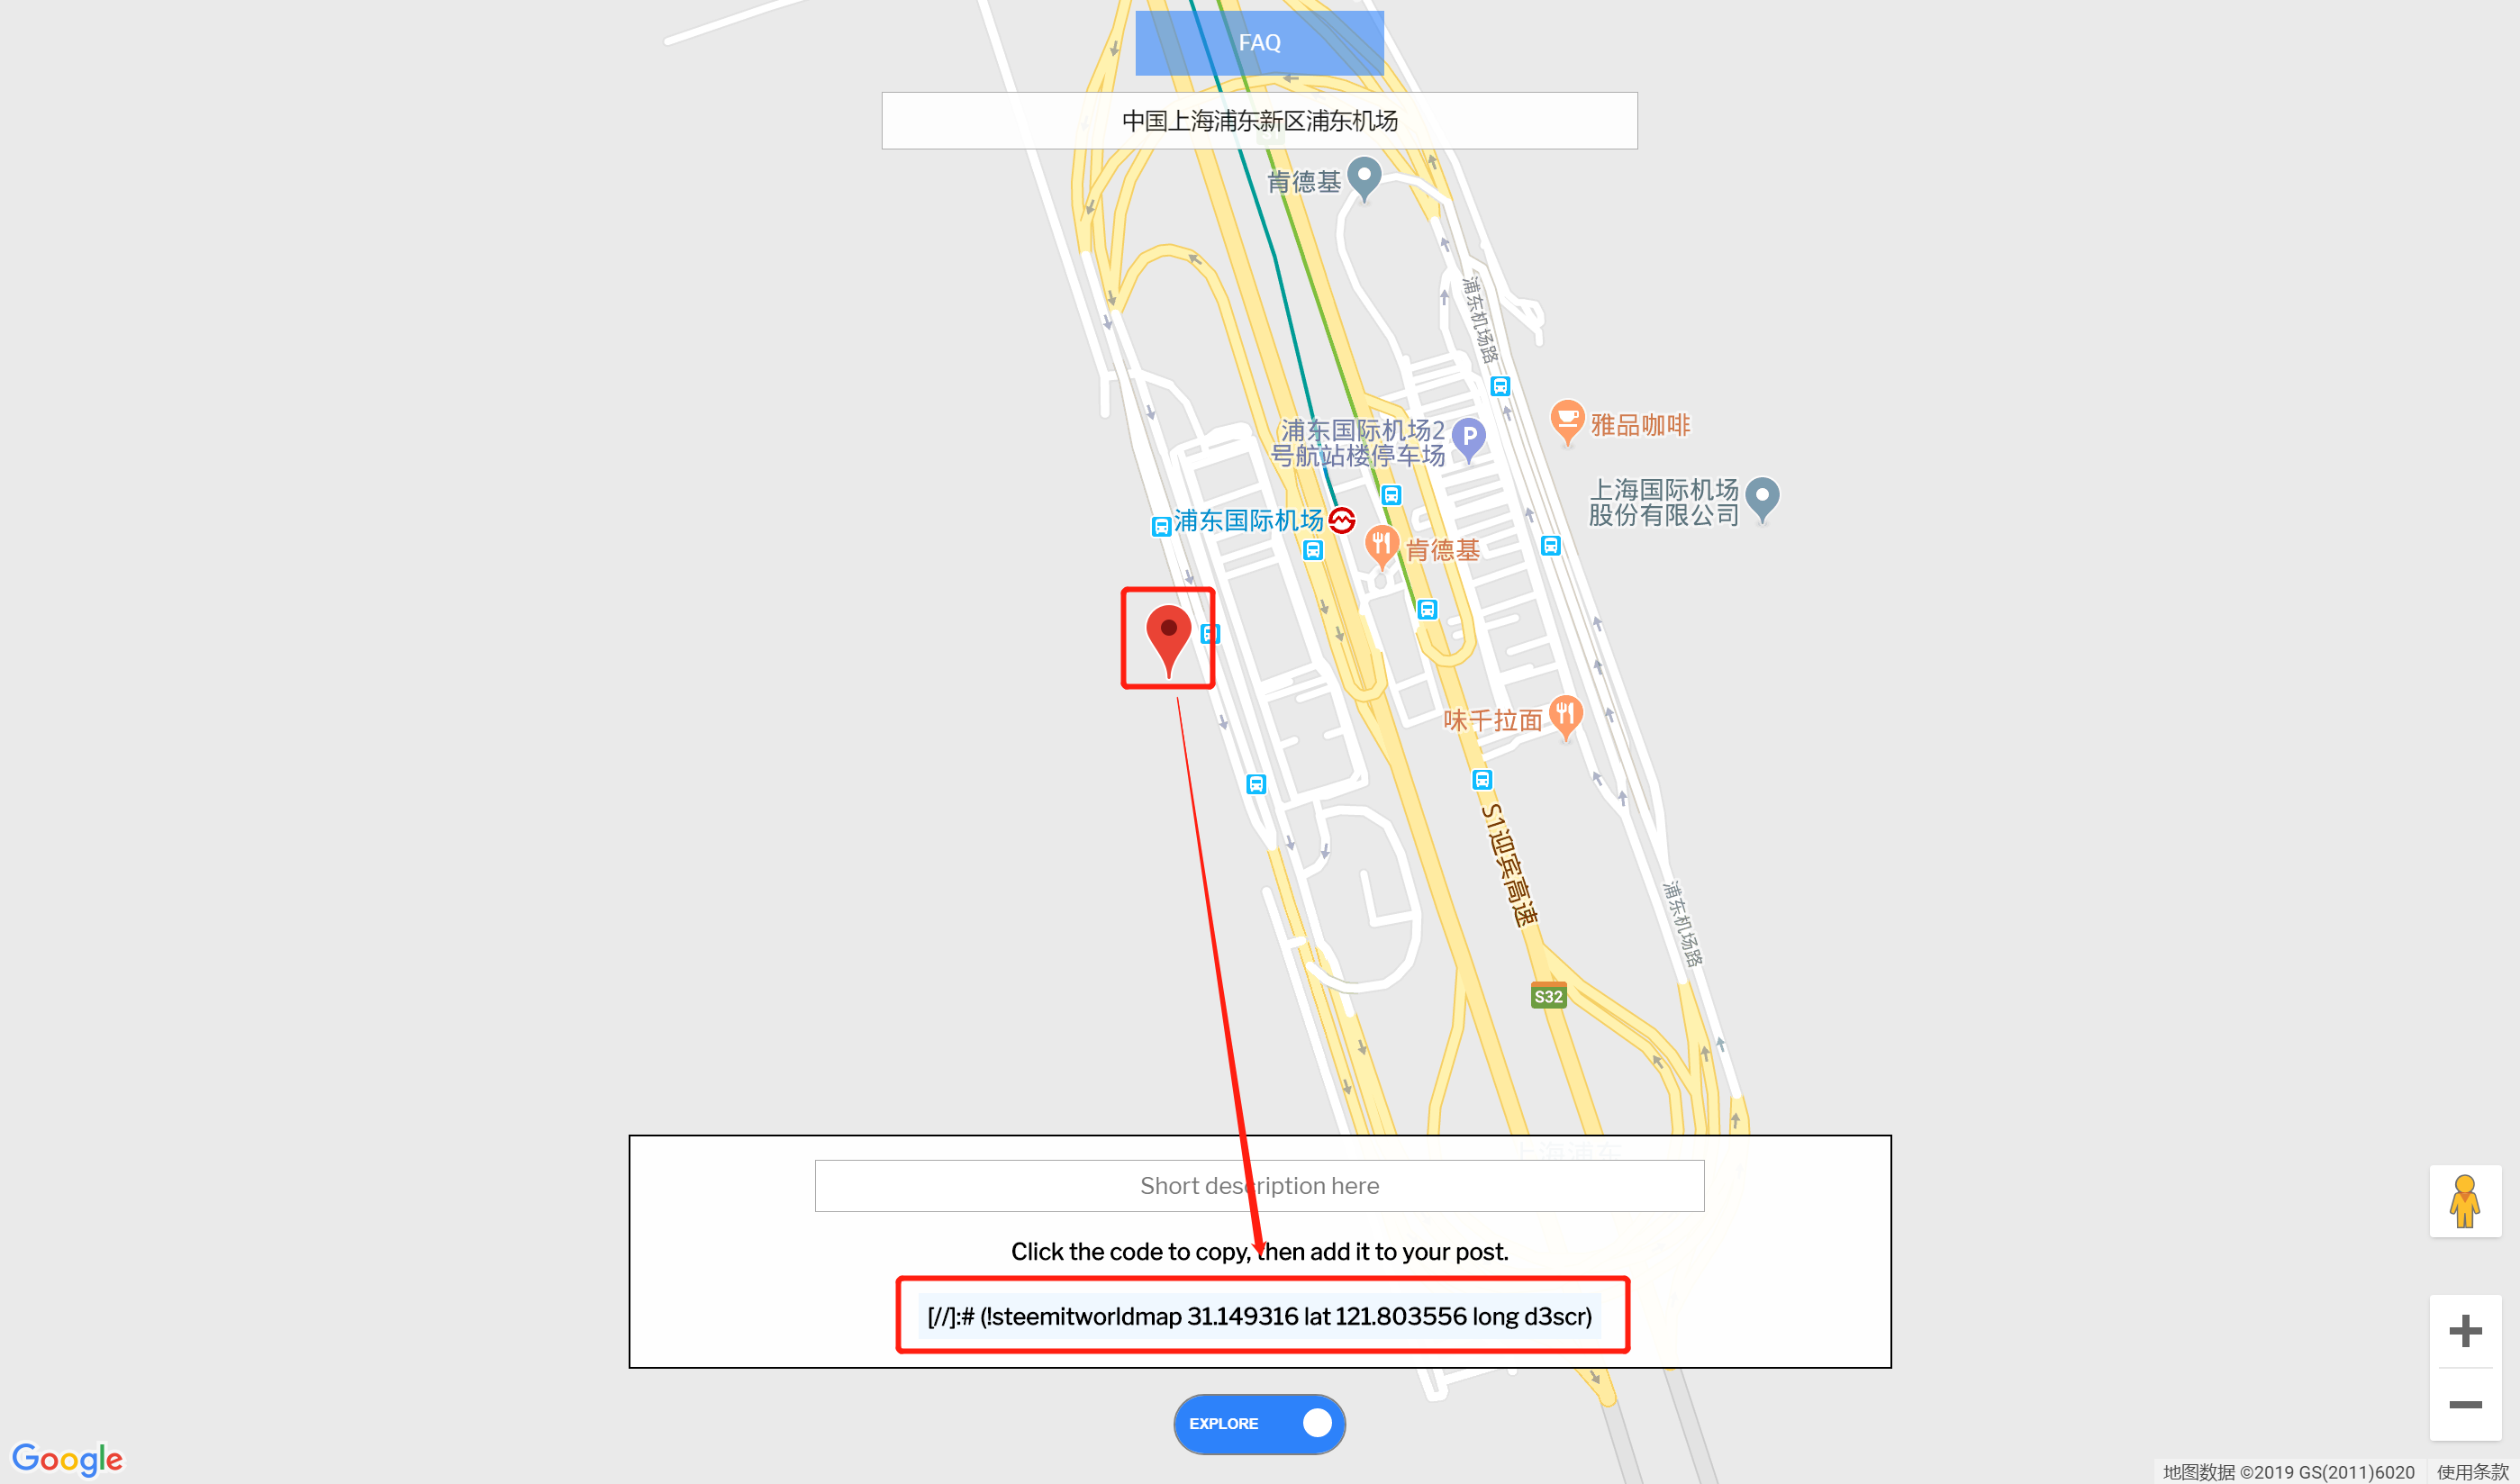 FAQ
中国上海浦东新区浦东机场
肯德基
浦东机场路
浦东国际机场2
号航站楼停车场
P
雅品咖啡
上海国际机场
股份有限公司
浦东国际机场
肯德基
味千拉面
S1迎宾高速
浦东机场路
S32
Short description here
Click the code to copy, then add it to your post.
[//]:# (!steemitworldmap 31.149316 lat 121.803556 long d3scr)
EXPLORE
Google
地图数据 ©2019 GS(2011)6020
使用条款